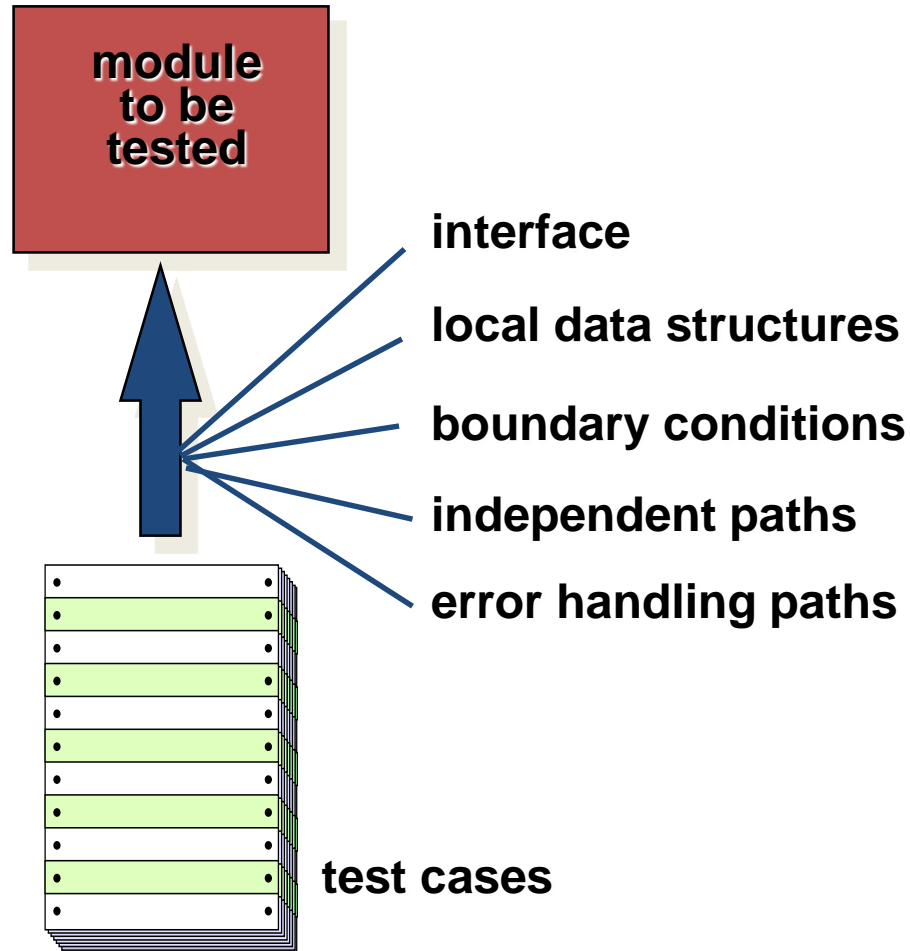 module
to be
tested
interface
local data structures
boundary conditions
independent paths
error handling paths
test cases